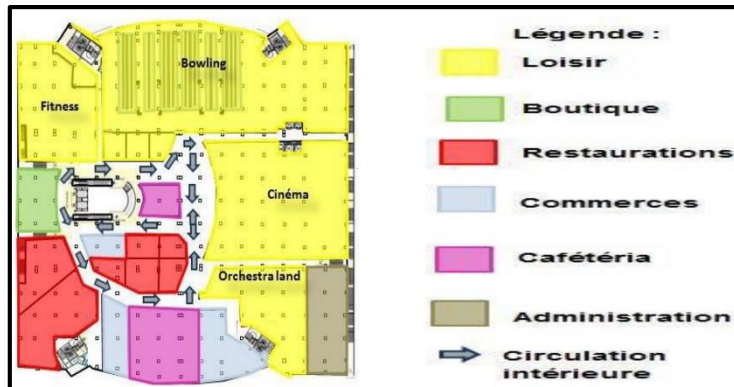 Légende :
Bowling
Loisir
Fitness
Boutique
Restaurations
Cinéma
Commerces
Cafétéria
Orchestra land
Administration
Circulation
intérieure